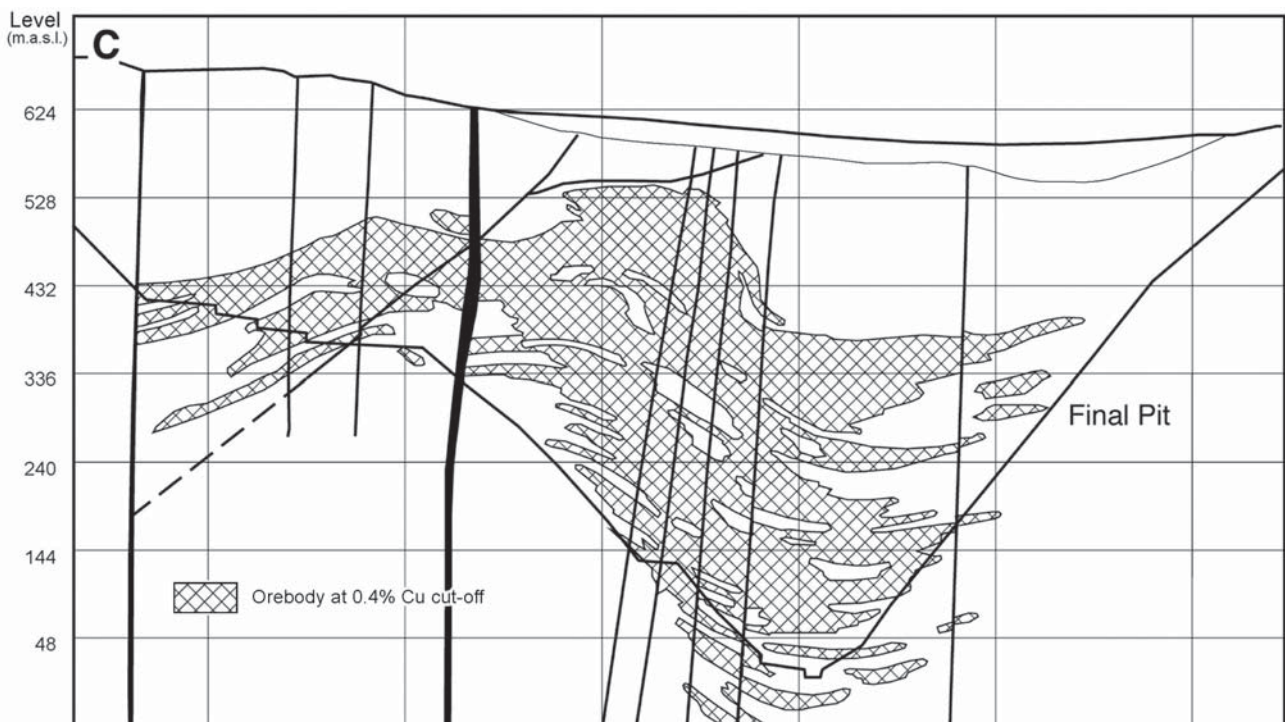 Level
(m.a.s.l.)
C
624
528
432
336
Final Pit
240
144
Orebody at 0.4% Cu cut-off
48